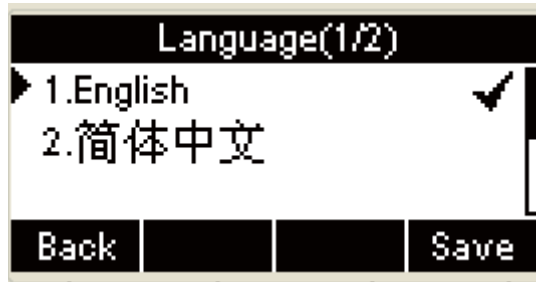 Language(1/2)
1.English
2.简体中文
Back Save